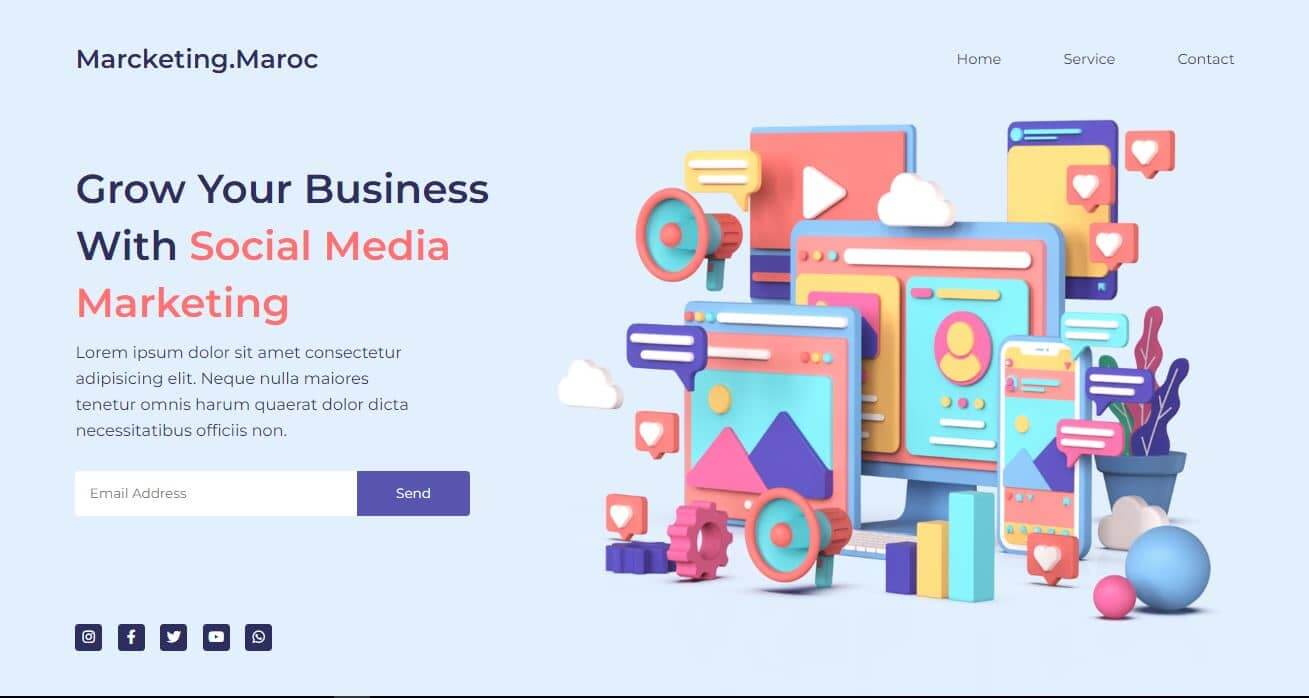 Marcketing.Maroc
Home Service Contact
Grow Your Business
With Social Media
Marketing
Lorem ipsum dolor sit amet consectetur
adipisicing elit. Neque nulla maiores
tenetur omnis harum quaerat dolor dicta
necessitatibus officiis non.
Email Address Send